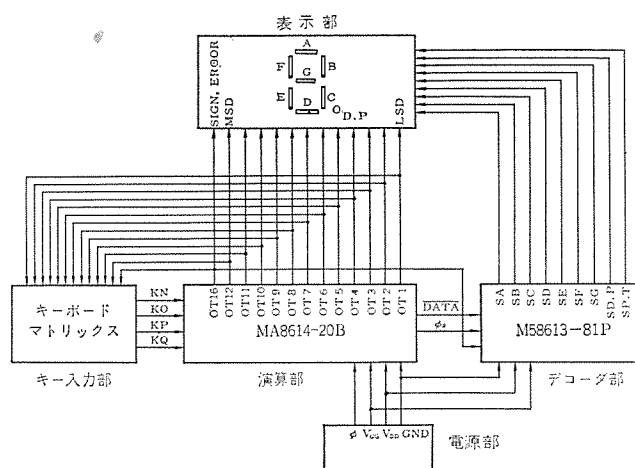 表示部
SIGN, ERROR
MSD
A
F
B
G
E
C
D
D.P
LSD
KN
KO
KP
KQ
キーボード
マトリックス
キー入力部
OT16
OT12
OT11
OT10
OT9
OT8
OT7
OT6
OT5
OT4
OT3
OT2
OT1
MA8614-20B
演算部
DATA
SA
SB
SC
SD
SE
SF
SG
SD.P
SP.T
M58613-81P
デコーダ部
φ
GND
電源部